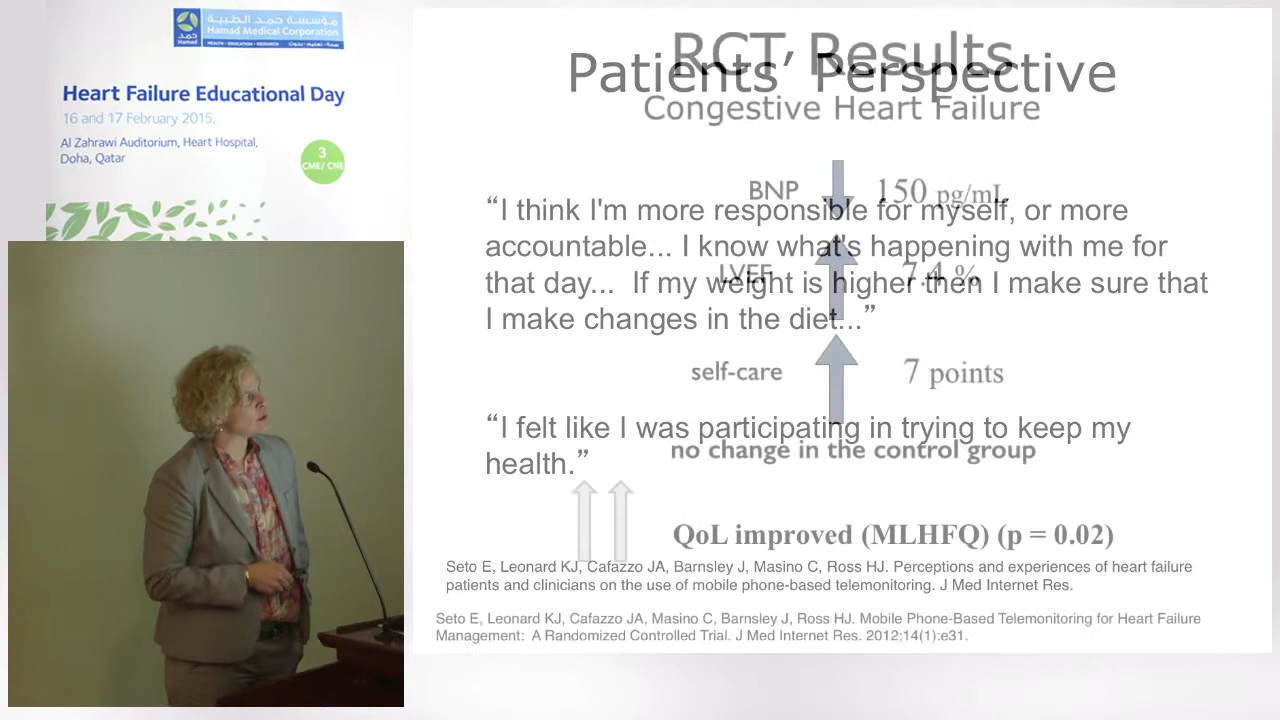 مؤسسة حمد الطبية
Hamad Medical Corporation
HEALTH • EDUCATION • RESEARCH صحة • تعليم • بحوث
حمد
Hamad
Heart Failure Educational Day
16 and 17 February 2015,
Al Zahrawi Auditorium, Heart Hospital,
Doha, Qatar
3
CME/ CNE
RCT Results
Patients’ Perspective
Congestive Heart Failure
BNP 150 pg/mL
“I think I'm more responsible for myself, or more
accountable... I know what's happening with me for
LVEF 7.4 %
that day... If my weight is higher then I make sure that
I make changes in the diet...”
self-care 7 points
“I felt like I was participating in trying to keep my
no change in the control group
health.”
QoL improved (MLHFQ) (p = 0.02)
Seto E, Leonard KJ, Cafazzo JA, Barnsley J, Masino C, Ross HJ. Perceptions and experiences of heart failure
patients and clinicians on the use of mobile phone-based telemonitoring. J Med Internet Res.
Seto E, Leonard KJ, Cafazzo JA, Masino C, Barnsley J, Ross HJ. Mobile Phone-Based Telemonitoring for Heart Failure
Management: A Randomized Controlled Trial. J Med Internet Res. 2012;14(1):e31.